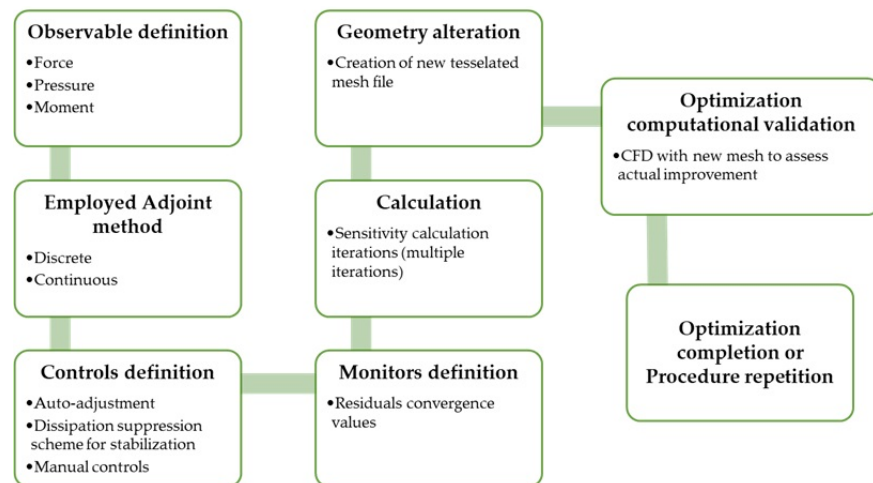 Observable definition
•Force
•Pressure
•Moment
Employed Adjoint
method
•Discrete
•Continuous
Controls definition
•Auto-adjustment
•Dissipation suppression
scheme for stabilization
•Manual controls
Monitors definition
•Residuals convergence
values
Calculation
•Sensitivity calculation
iterations (multiple
iterations)
Geometry alteration
•Creation of new tesselated
mesh file
Optimization
computational validation
•CFD with new mesh to assess
actual improvement
Optimization
completion or
Procedure repetition